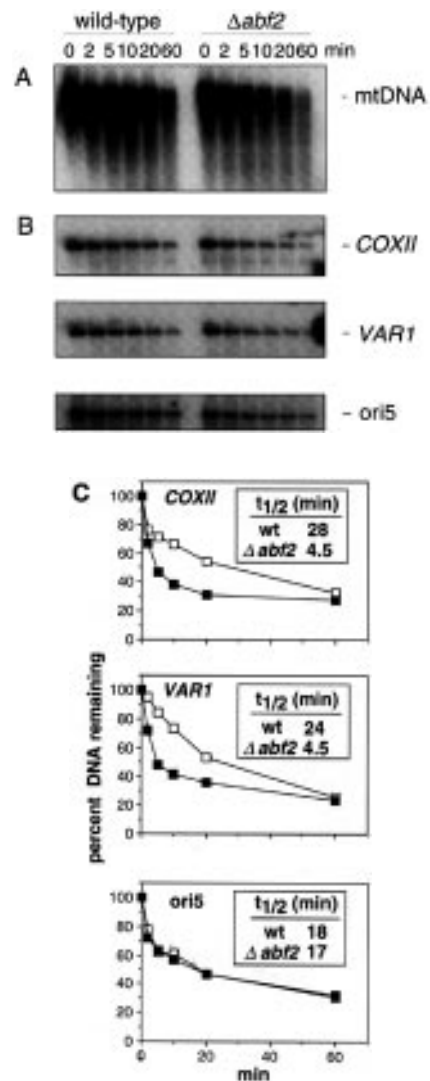 wild-type Δabf2
0 2 5 10 20 60 0 2 5 10 20 60 min
A
- mtDNA
B
- COXII
- VAR1
- ori5
C
COXII
t1/2 (min)
wt 28
Δabf2 4.5
100
80
60
40
20
0
VAR1
t1/2 (min)
wt 24
Δabf2 4.5
100
80
60
40
20
0
percent DNA remaining
ori5
t1/2 (min)
wt 18
Δabf2 17
100
80
60
40
20
0
0 20 40 60
min